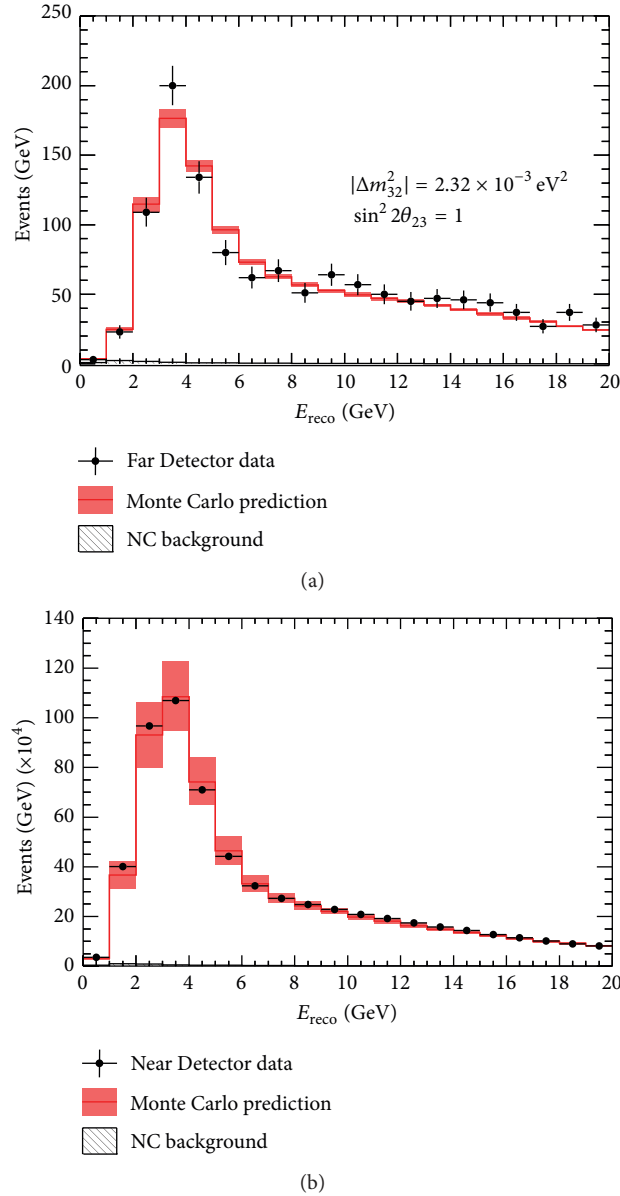 250
200
150
100
50
0
Events (GeV)
|Δm²₃₂| = 2.32 × 10⁻³ eV²
sin² 2θ₂₃ = 1
0 2 4 6 8 10 12 14 16 18 20
E_reco (GeV)
Far Detector data
Monte Carlo prediction
NC background
(a)
140
120
100
80
60
40
20
0
Events (GeV) (×10⁴)
0 2 4 6 8 10 12 14 16 18 20
E_reco (GeV)
Near Detector data
Monte Carlo prediction
NC background
(b)